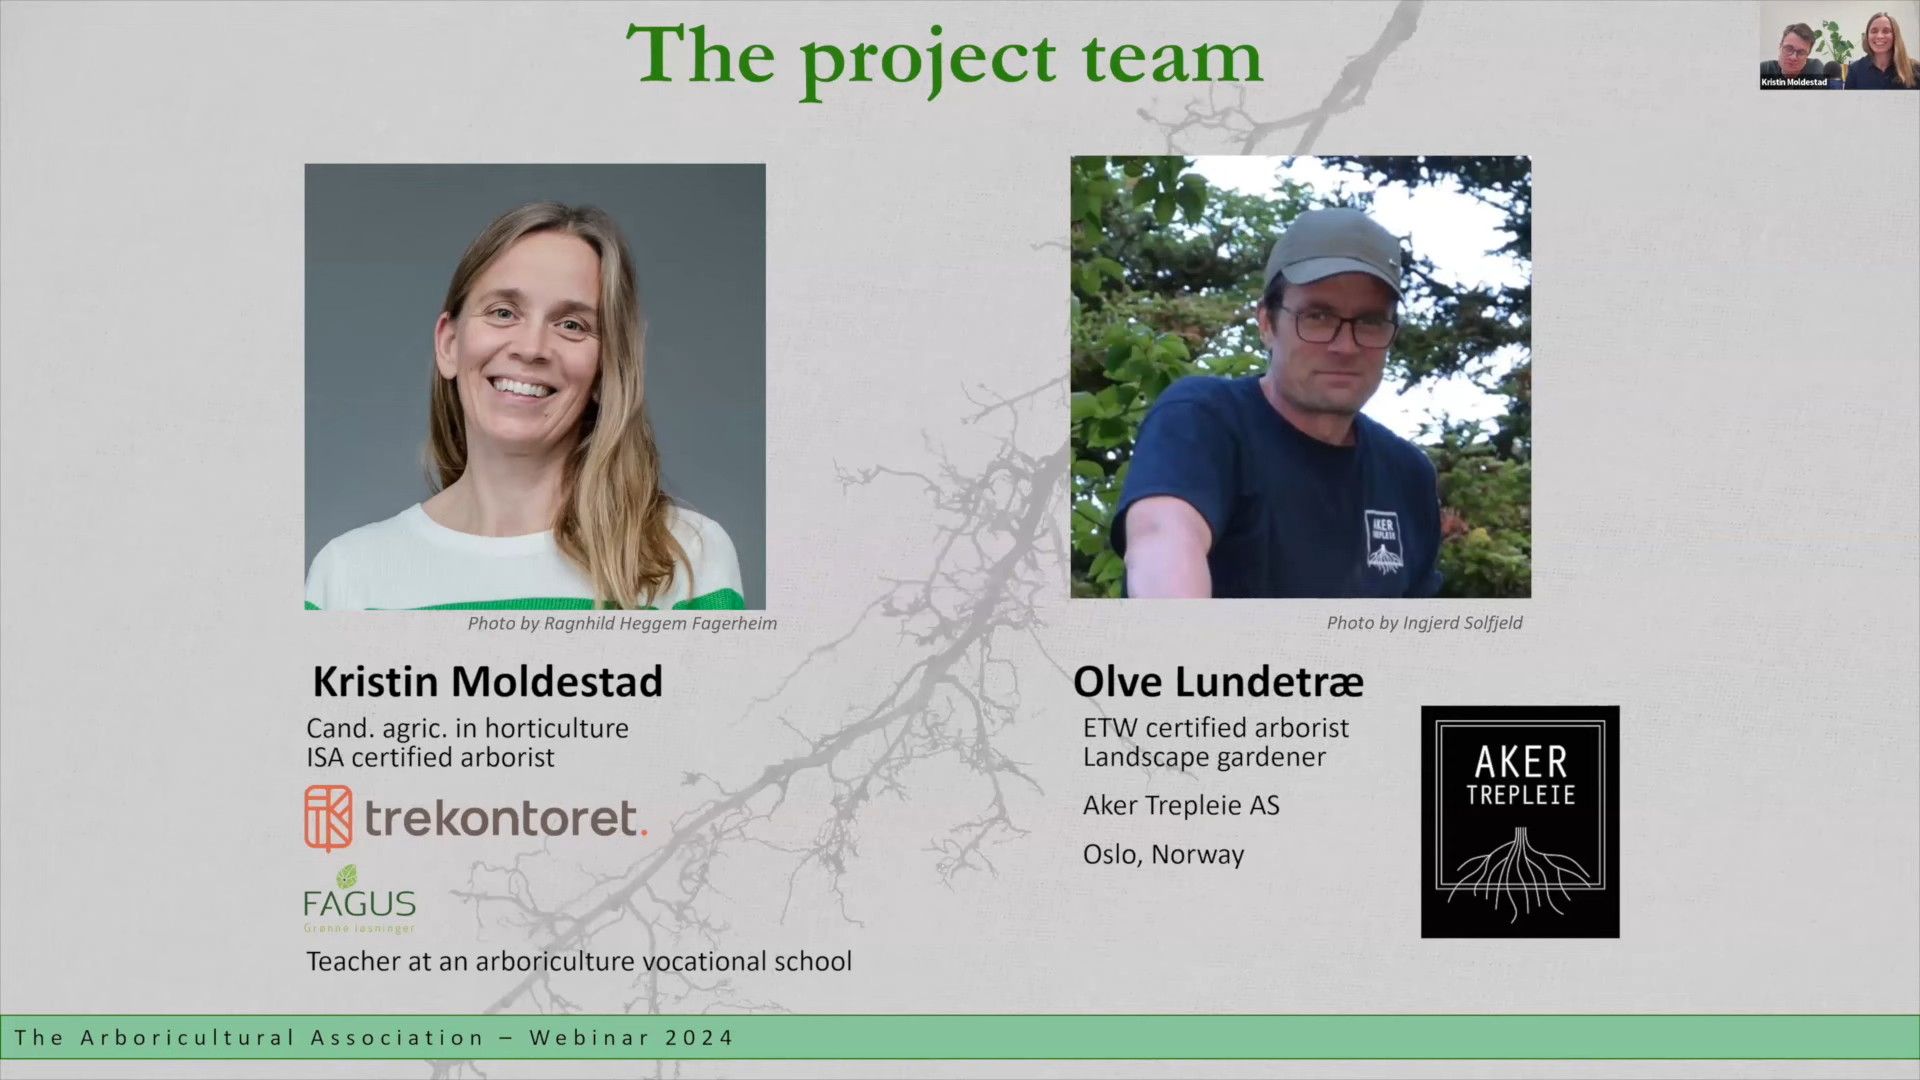 The project team
Kristin Moldestad
AKER
TREPLEIE
Photo by Ragnhild Heggem Fagerheim
Photo by Ingjerd Solfjeld
Kristin Moldestad
Cand. agric. in horticulture
ISA certified arborist
trekontoret.
FAGUS
Grønne løsninger
Teacher at an arboriculture vocational school
Olve Lundetræ
ETW certified arborist
Landscape gardener
Aker Trepleie AS
Oslo, Norway
AKER
TREPLEIE
The Arboricultural Association – Webinar 2024